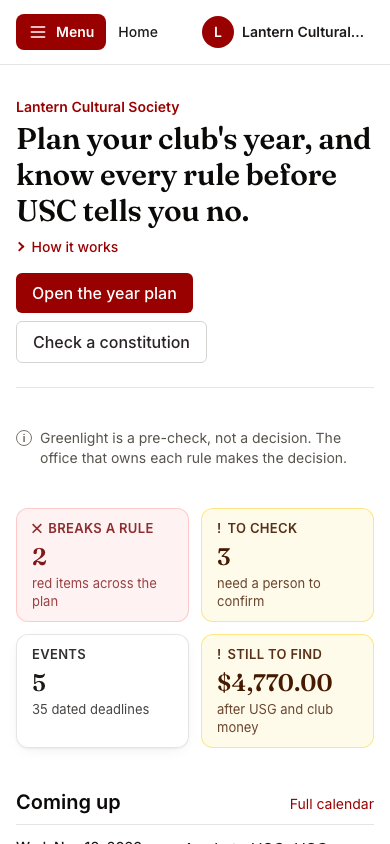 Menu
Home
L
Lantern Cultural...
Lantern Cultural Society
Plan your club's year, and
know every rule before
USC tells you no.
How it works
Open the year plan
Check a constitution
Greenlight is a pre-check, not a decision. The
office that owns each rule makes the decision.
BREAKS A RULE
2
red items across the
plan
! TO CHECK
3
need a person to
confirm
EVENTS
5
35 dated deadlines
! STILL TO FIND
$4,770.00
after USG and club
money
Coming up
Full calendar